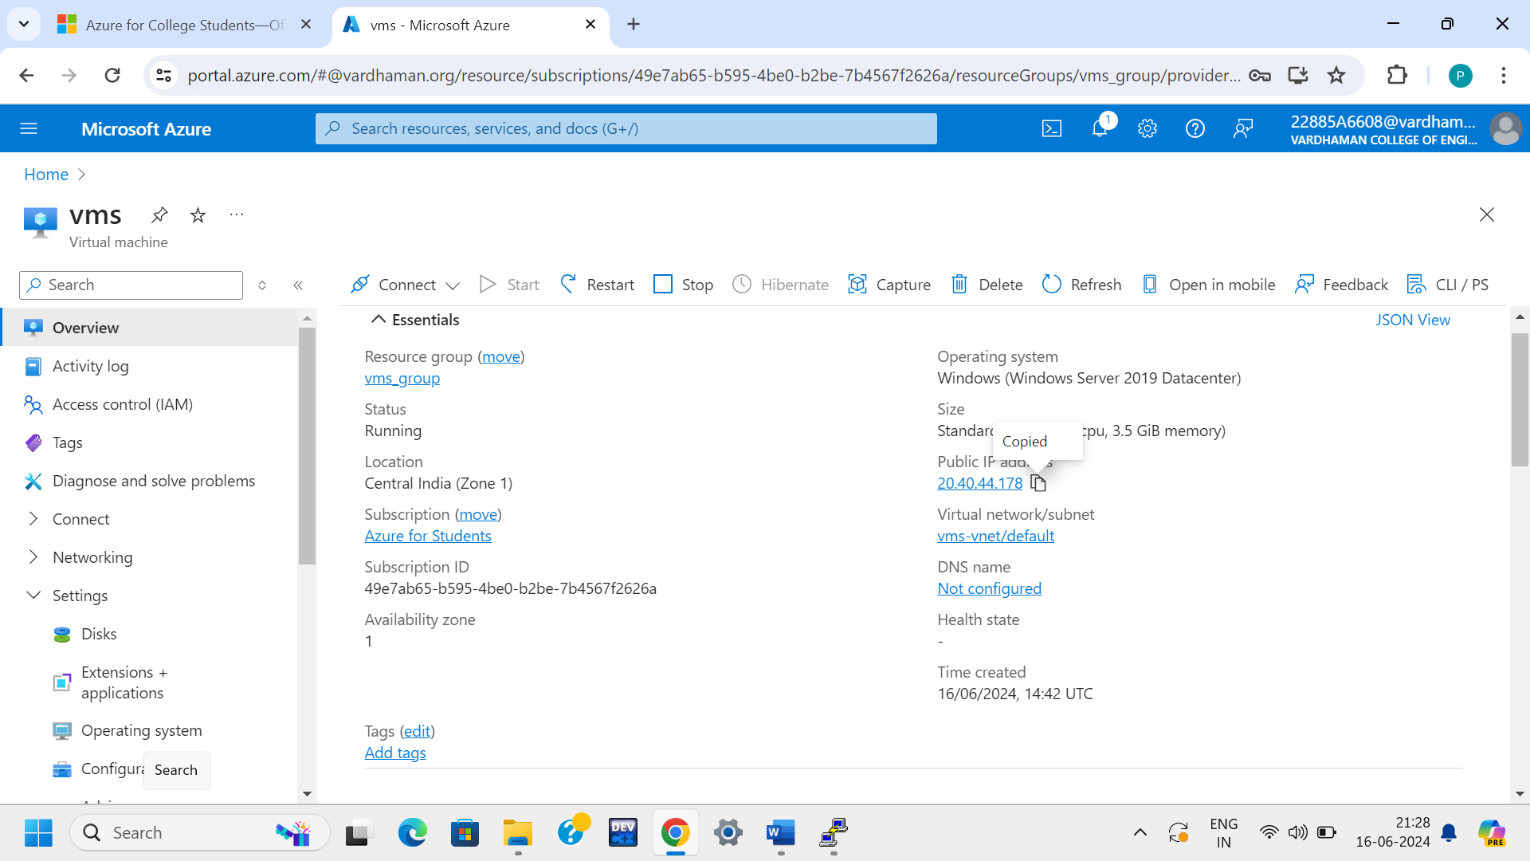 Azure for College Students—Of
vms - Microsoft Azure
portal.azure.com/#@vardhaman.org/resource/subscriptions/49e7ab65-b595-4be0-b2be-7b4567f2626a/resourceGroups/vms_group/provider...
P
Microsoft Azure
Search resources, services, and docs (G+/)
1
22885A6608@vardham...
VARDHAMAN COLLEGE OF ENGI...
Home
vms
Virtual machine
Search
Connect
Start
Restart
Stop
Hibernate
Capture
Delete
Refresh
Open in mobile
Feedback
CLI / PS
Overview
Activity log
Access control (IAM)
Tags
Diagnose and solve problems
Connect
Networking
Settings
Disks
Extensions +
applications
Operating system
Configura
Search
Essentials
JSON View
Resource group (move)
vms_group
Status
Running
Location
Central India (Zone 1)
Subscription (move)
Azure for Students
Subscription ID
49e7ab65-b595-4be0-b2be-7b4567f2626a
Availability zone
1
Operating system
Windows (Windows Server 2019 Datacenter)
Size
Standard cpu, 3.5 GiB memory)
Copied
Public IP address
20.40.44.178
Virtual network/subnet
vms-vnet/default
DNS name
Not configured
Health state
-
Time created
16/06/2024, 14:42 UTC
Tags (edit)
Add tags
Search
DEV
ENG
IN
21:28
16-06-2024
PRE